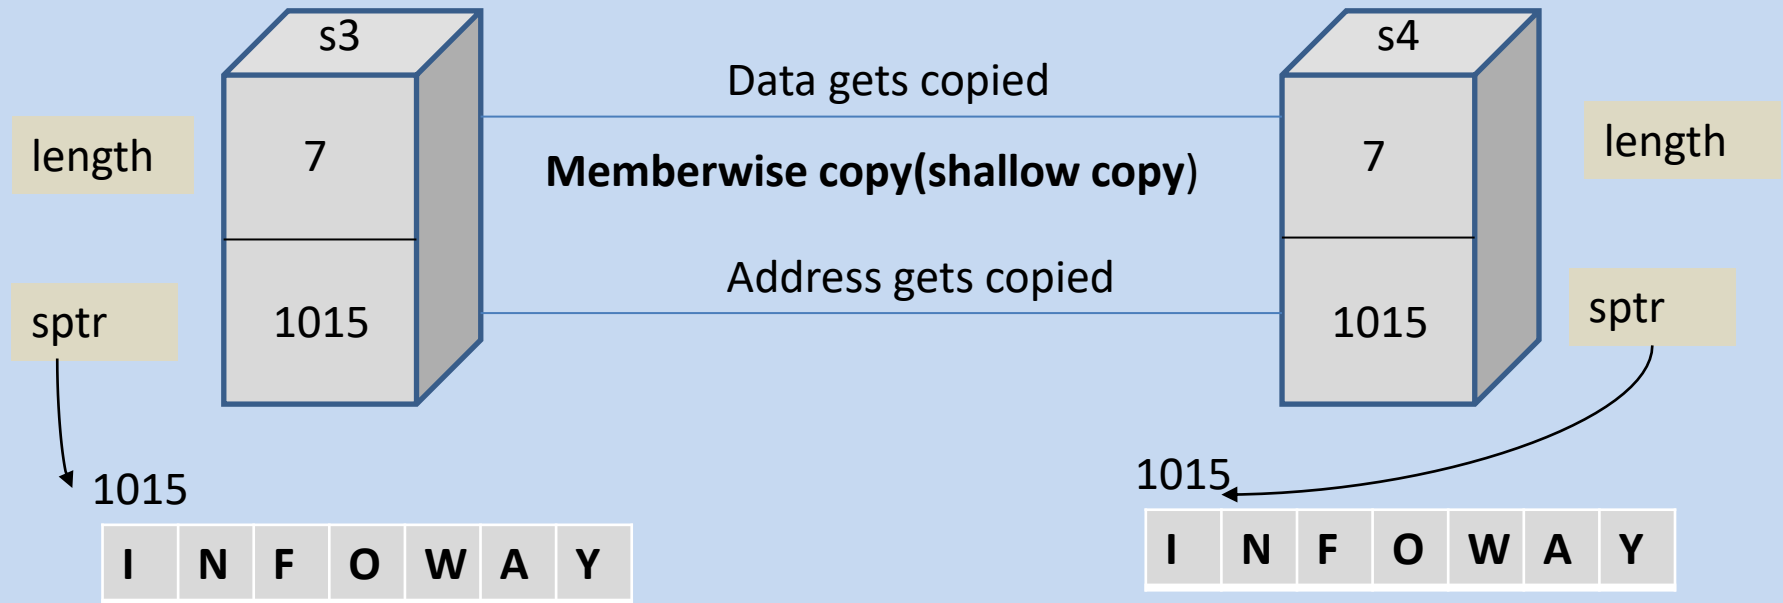 s3
s4
Data gets copied
length
7
Memberwise copy(shallow copy)
7
length
Address gets copied
sptr
1015
1015
sptr
1015
1015
I N F O W A Y
I N F O W A Y